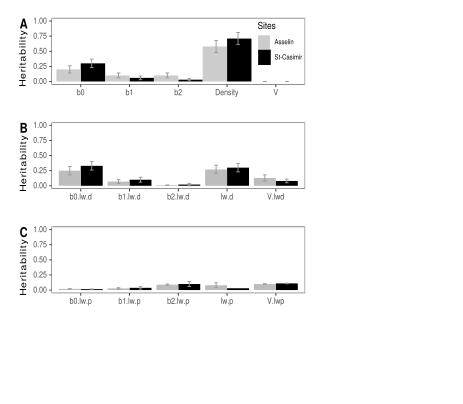 A
Heritability
1.00
0.75
0.50
0.25
0.00
Sites
Asselin
St-Casimir
b0 b1 b2 Density V
B
Heritability
1.00
0.75
0.50
0.25
0.00
b0.lw.d b1.lw.d b2.lw.d lw.d V.lwd
C
Heritability
1.00
0.75
0.50
0.25
0.00
b0.lw.p b1.lw.p b2.lw.p lw.p V.lwp